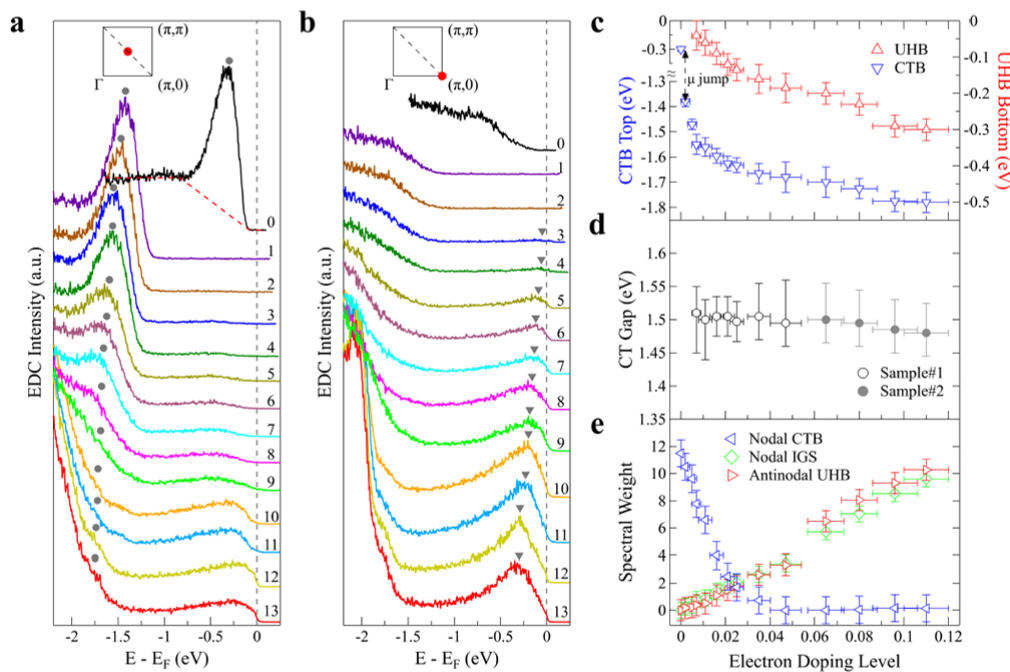 a
(π,π)
Γ
(π,0)
0
1
2
3
4
5
6
7
8
9
10
11
12
13
EDC Intensity (a.u.)
-2
-1.5
-1
-0.5
0
E - E_F (eV)
b
(π,π)
Γ
(π,0)
0
1
2
3
4
5
6
7
8
9
10
11
12
13
EDC Intensity (a.u.)
-2
-1.5
-1
-0.5
0
E - E_F (eV)
c
-0.3
-1.3
-1.4
-1.5
-1.6
-1.7
-1.8
CTB Top (eV)
μ jump
UHB
CTB
0
-0.1
-0.2
-0.3
-0.4
-0.5
UHB Bottom (eV)
d
1.6
1.55
1.5
1.45
1.4
1.35
CT Gap (eV)
Sample#1
Sample#2
e
12
10
8
6
4
2
0
Spectral Weight
Nodal CTB
Nodal IGS
Antinodal UHB
0
0.02
0.04
0.06
0.08
0.10
0.12
Electron Doping Level